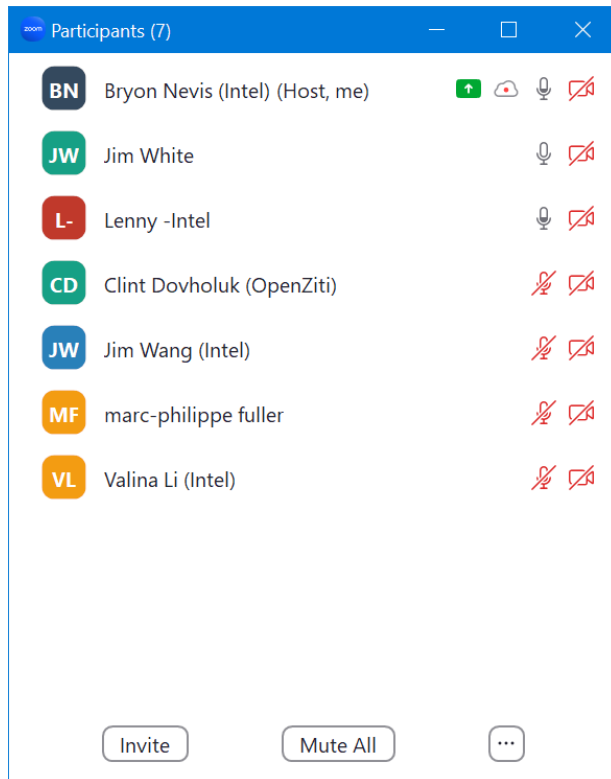 zoom Participants (7)
BN Bryon Nevis (Intel) (Host, me)
JW Jim White
L- Lenny -Intel
CD Clint Dovholuk (OpenZiti)
JW Jim Wang (Intel)
MF marc-philippe fuller
VL Valina Li (Intel)
Invite Mute All ...